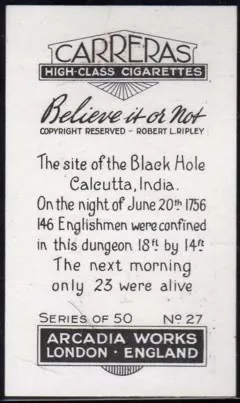 CARRERAS
HIGH-CLASS CIGARETTES
Believe it or Not
COPYRIGHT RESERVED - ROBERT L. RIPLEY
The site of the Black Hole
Calcutta, India.
On the night of June 20th 1756
146 Englishmen were confined
in this dungeon 18ft by 14ft
The next morning
only 23 were alive
SERIES OF 50 No 27
ARCADIA WORKS
LONDON · ENGLAND